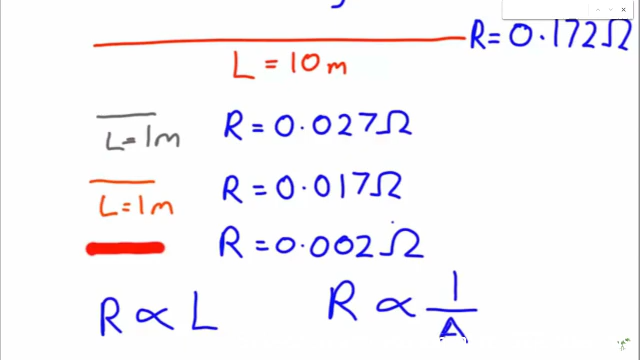 R = 0.172Ω
L = 10m
L = 1m R = 0.027Ω
L = 1m R = 0.017Ω
R = 0.002Ω
R ∝ L R ∝ 1/A